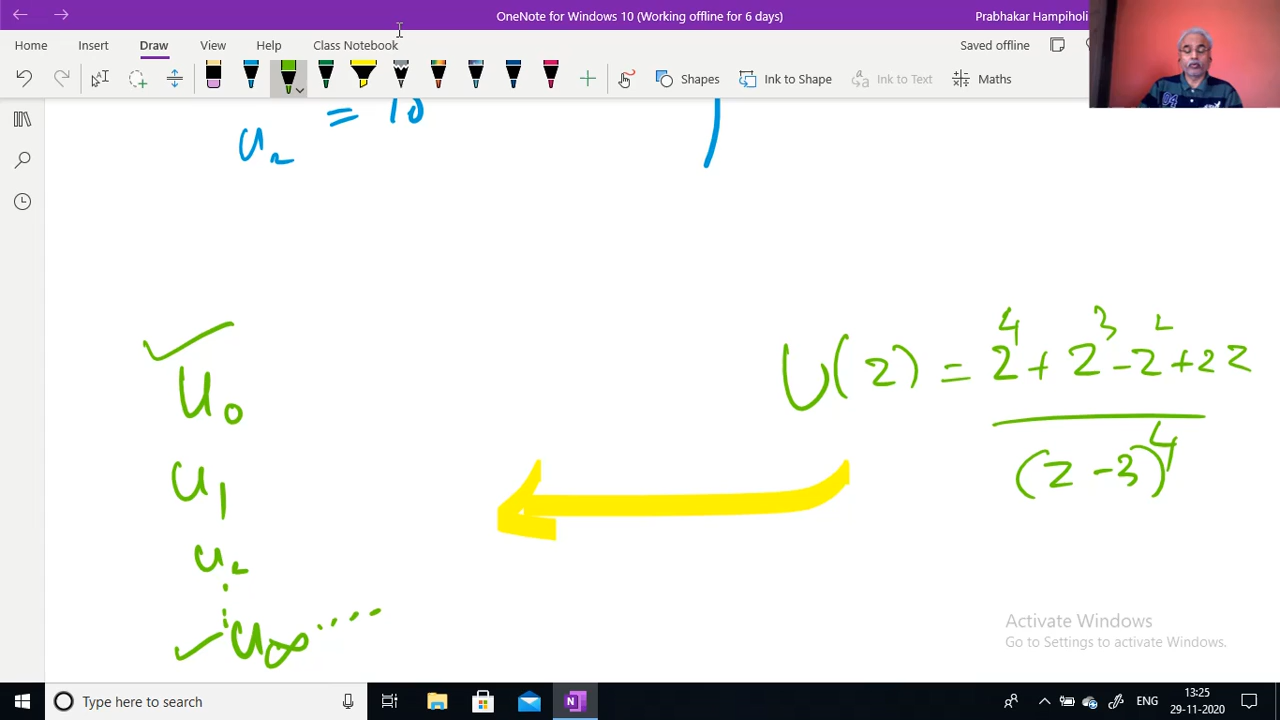 OneNote for Windows 10 (Working offline for 6 days)
Prabhakar Hampiholi
Home Insert Draw View Help Class Notebook
Saved offline
Shapes Ink to Shape Ink to Text Maths
u₂ = 10
U(z) = z⁴ + z³ - z² + 2z
(z - 3)⁴
u₀
u₁
u₂
u∞ ....
Activate Windows
Go to Settings to activate Windows.
Type here to search
ENG
13:25
29-11-2020